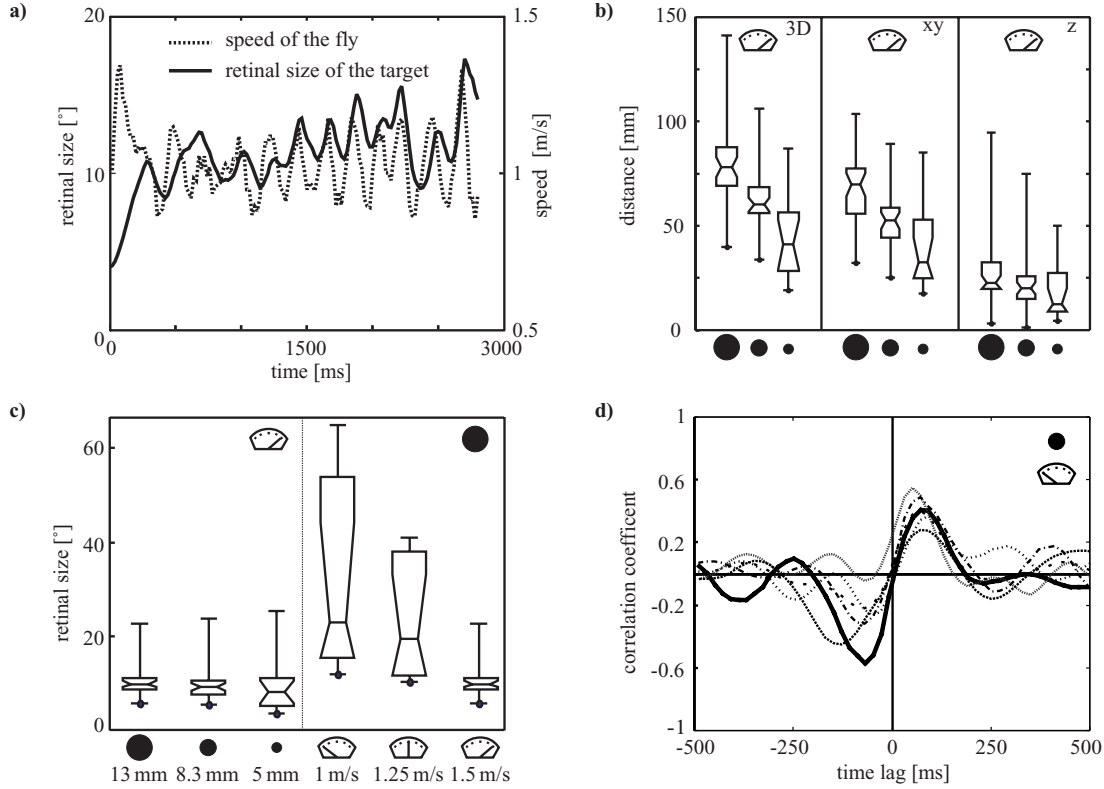 a)
20
1.5
speed of the fly
retinal size of the target
retinal size [°]
10
1
speed [m/s]
0
0.5
0
1500
3000
time [ms]
b)
150
3D
xy
z
distance [mm]
100
50
0
c)
60
40
20
0
retinal size [°]
13 mm
8.3 mm
5 mm
1 m/s
1.25 m/s
1.5 m/s
d)
1
0.6
0.2
-0.2
-0.6
-1
correlation coefficent
-500
-250
0
250
500
time lag [ms]